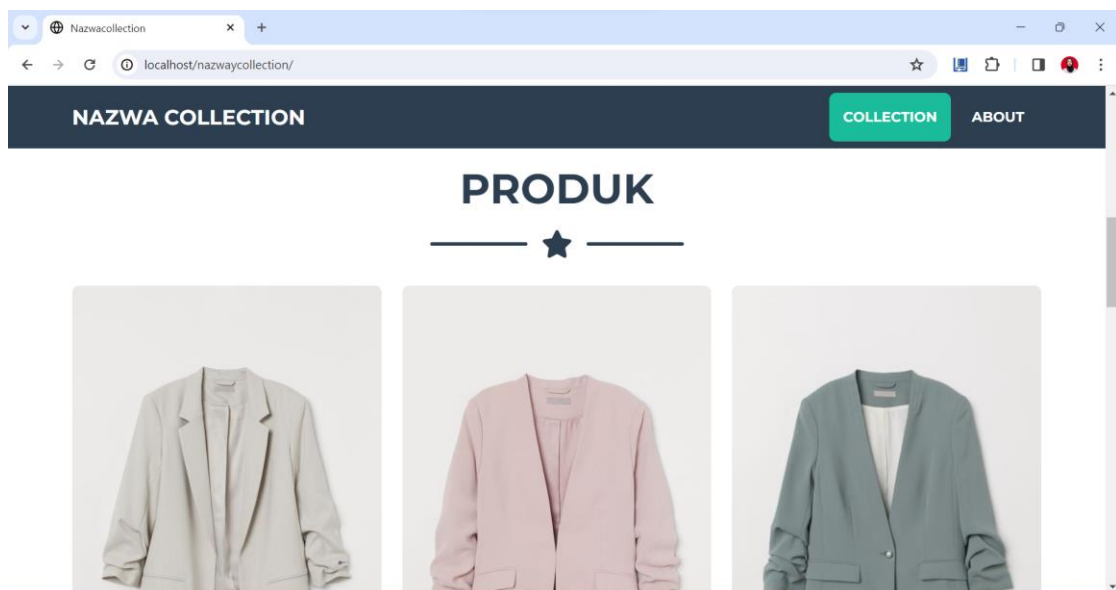 Nazwacollection
localhost/nazwaycollection/
NAZWA COLLECTION
COLLECTION
ABOUT
PRODUK